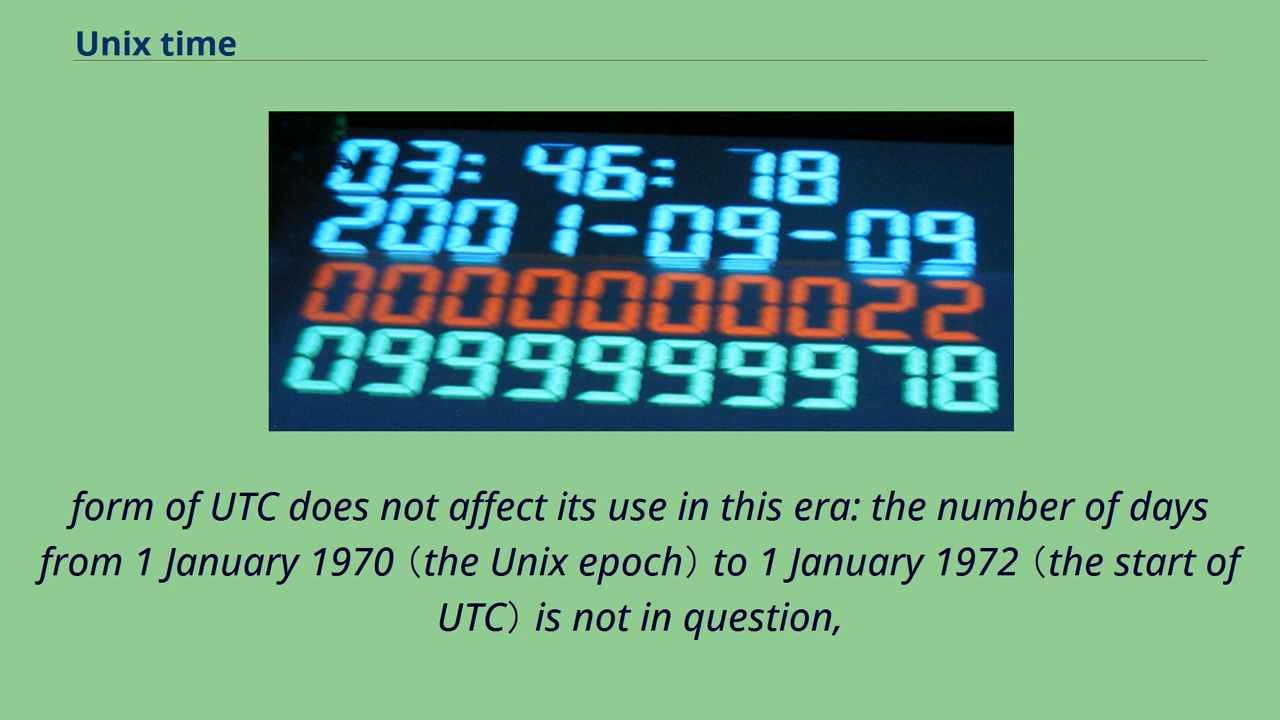 Unix time
03: 46: 18
2001-09-09
0000000022
0999999978
form of UTC does not affect its use in this era: the number of days
from 1 January 1970 (the Unix epoch) to 1 January 1972 (the start of
UTC) is not in question,